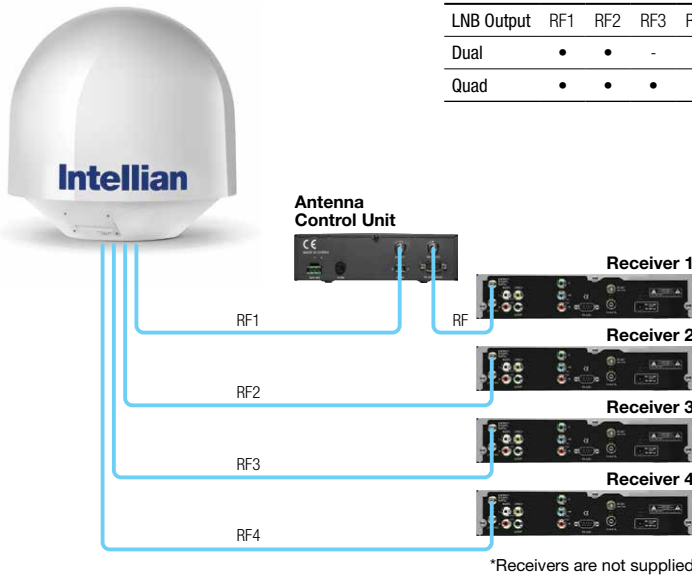 LNB Output RF1 RF2 RF3
Dual • • -
Quad • • •
Intellian
Antenna
Control Unit
CE
Receiver 1
RF1
RF
Receiver 2
RF2
Receiver 3
RF3
Receiver 4
RF4
*Receivers are not supplied